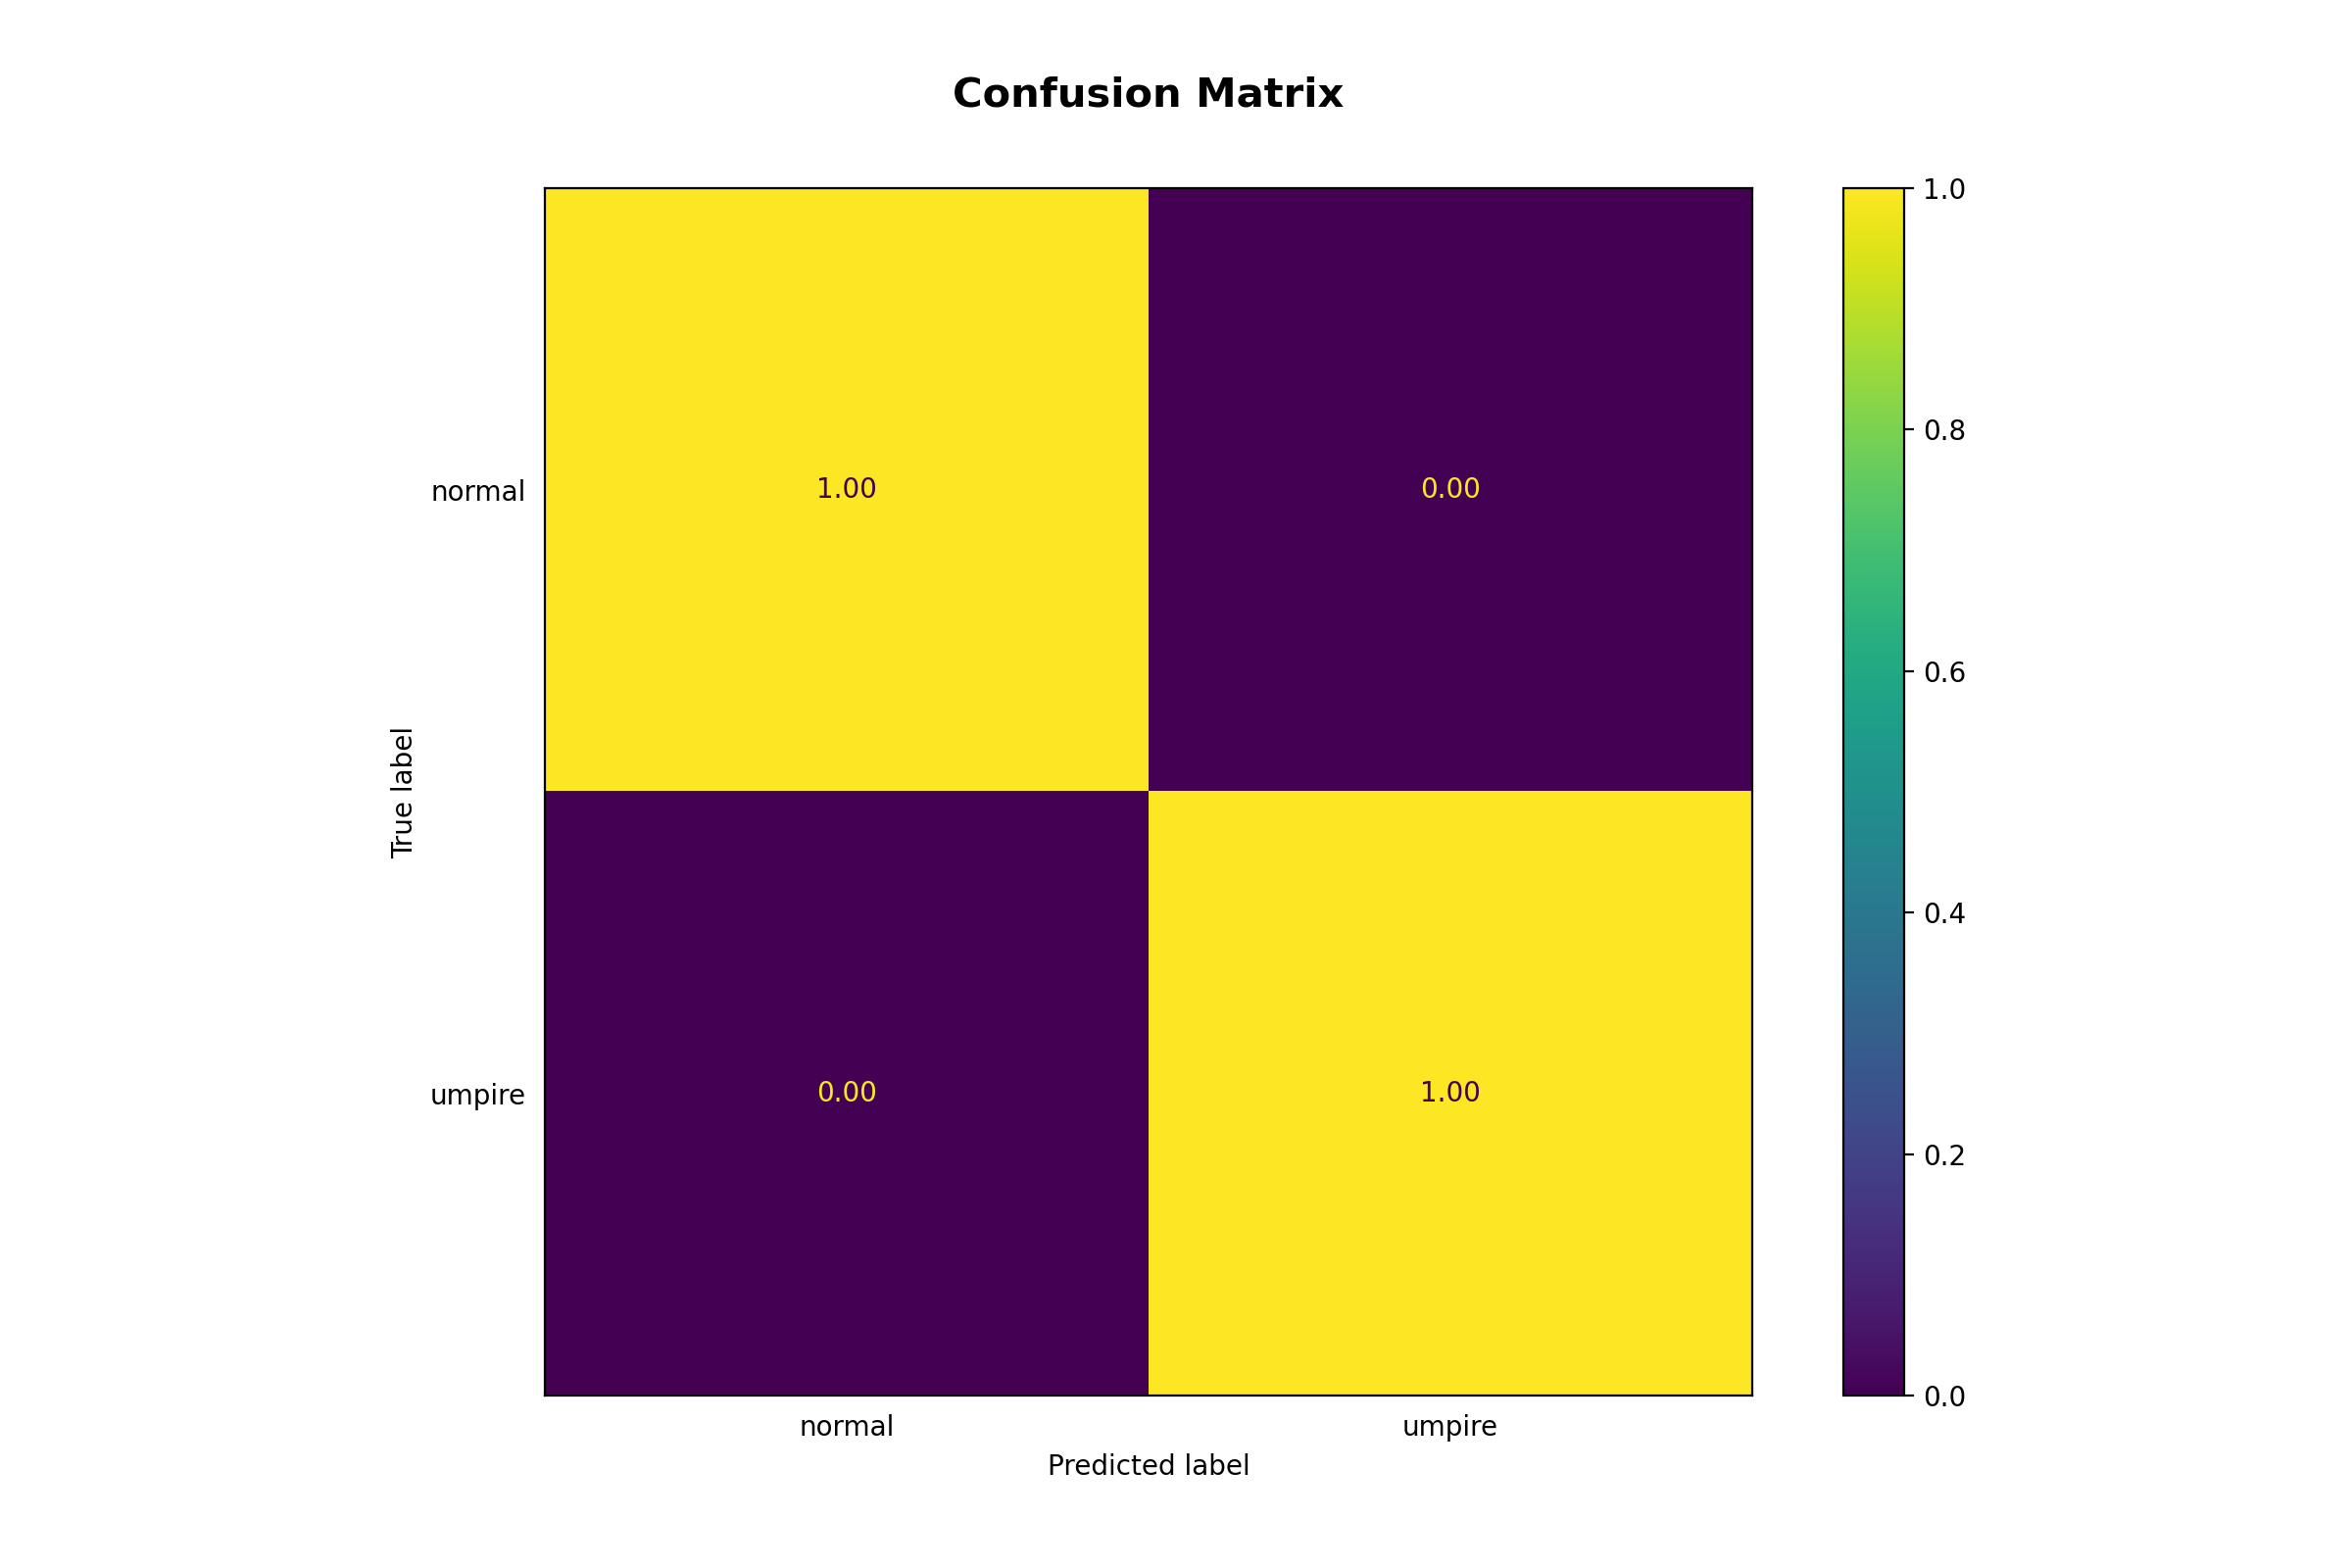 Confusion Matrix
1.0
0.8
normal
1.00
0.00
0.6
True label
0.4
umpire
0.00
1.00
0.2
0.0
normal
umpire
Predicted label